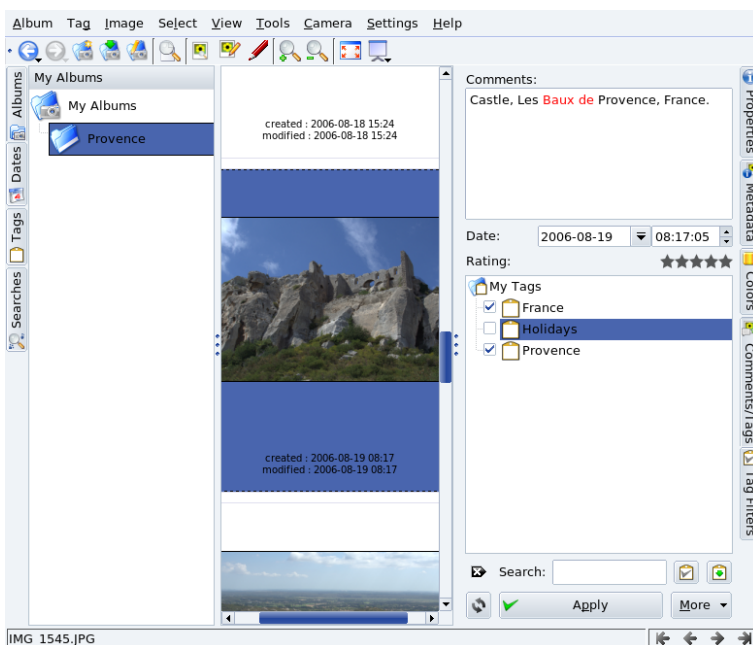 Album Tag Image Select View Tools Camera Settings Help
Albums
Dates
Tags
Searches
My Albums
My Albums
Provence
created : 2006-08-18 15:24
modified : 2006-08-18 15:24
created : 2006-08-19 08:17
modified : 2006-08-19 08:17
Comments:
Castle, Les Baux de Provence, France.
Date: 2006-08-19 08:17:05
Rating:
My Tags
France
Holidays
Provence
Search:
Apply More
Properties
Metadata
Colors
Comments/Tags
Tag Filters
IMG_1545.JPG